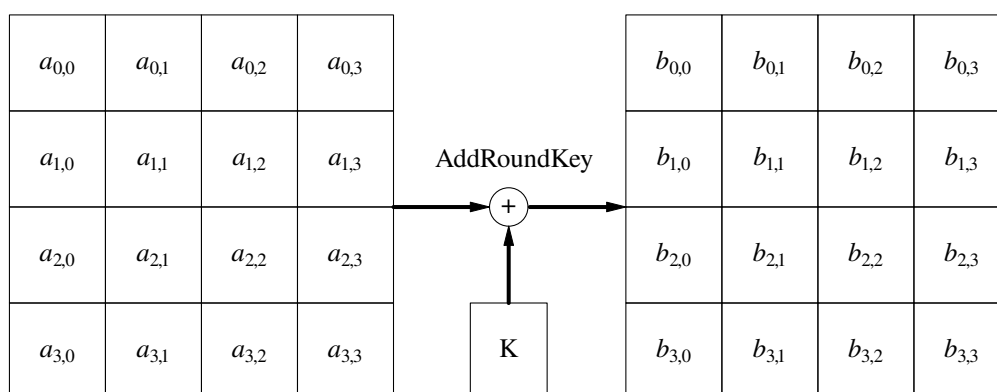 a0,0 a0,1 a0,2 a0,3 b0,0 b0,1 b0,2 b0,3
a1,0 a1,1 a1,2 a1,3 AddRoundKey b1,0 b1,1 b1,2 b1,3
+
a2,0 a2,1 a2,2 a2,3 b2,0 b2,1 b2,2 b2,3
a3,0 a3,1 a3,2 a3,3 K b3,0 b3,1 b3,2 b3,3